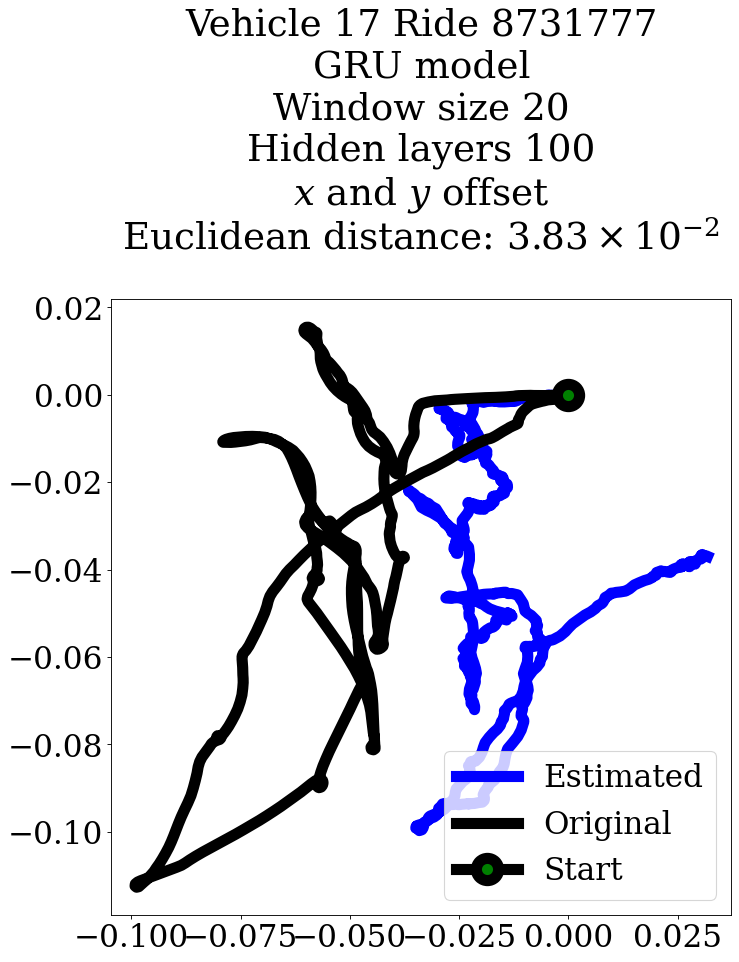 Vehicle 17 Ride 8731777
GRU model
Window size 20
Hidden layers 100
x and y offset
Euclidean distance: 3.83 × 10⁻²
0.02
0.00
−0.02
−0.04
−0.06
−0.08
−0.10
Estimated
Original
Start
−0.100 −0.075 −0.050 −0.025 0.000 0.025